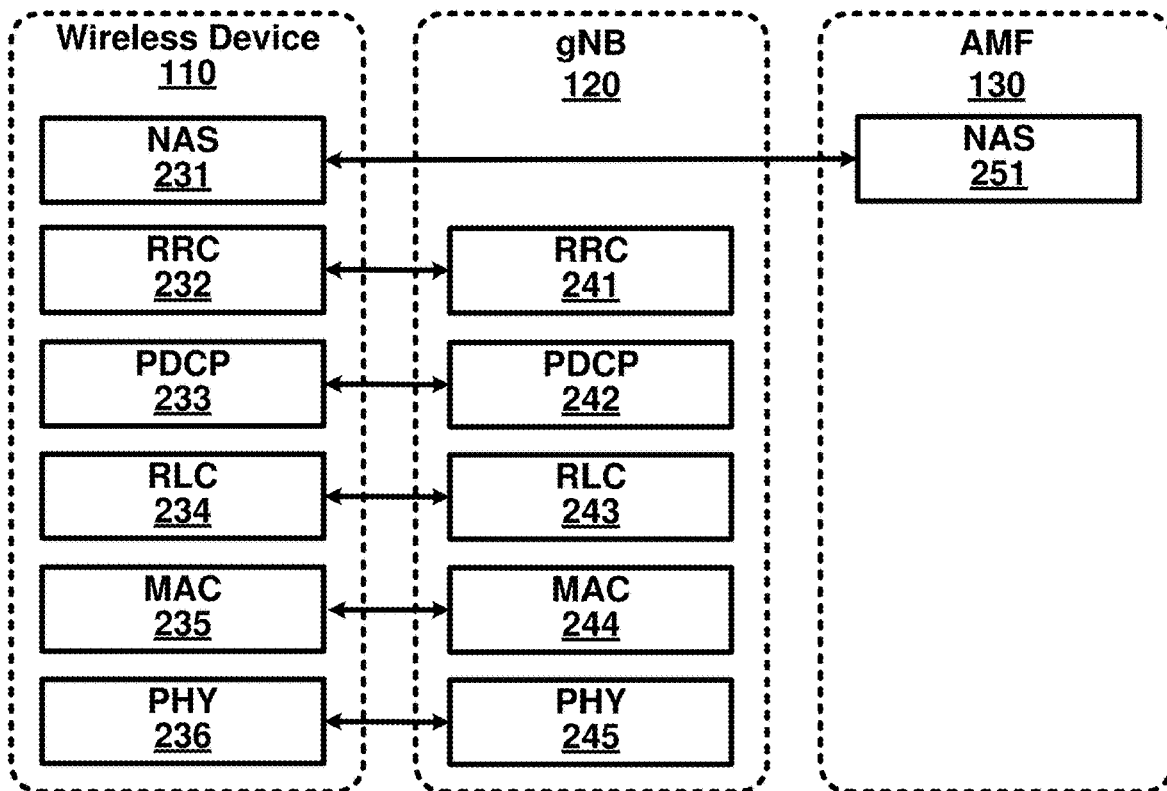 Wireless Device
110
NAS
231
RRC
232
PDCP
233
RLC
234
MAC
235
PHY
236
gNB
120
RRC
241
PDCP
242
RLC
243
MAC
244
PHY
245
AMF
130
NAS
251